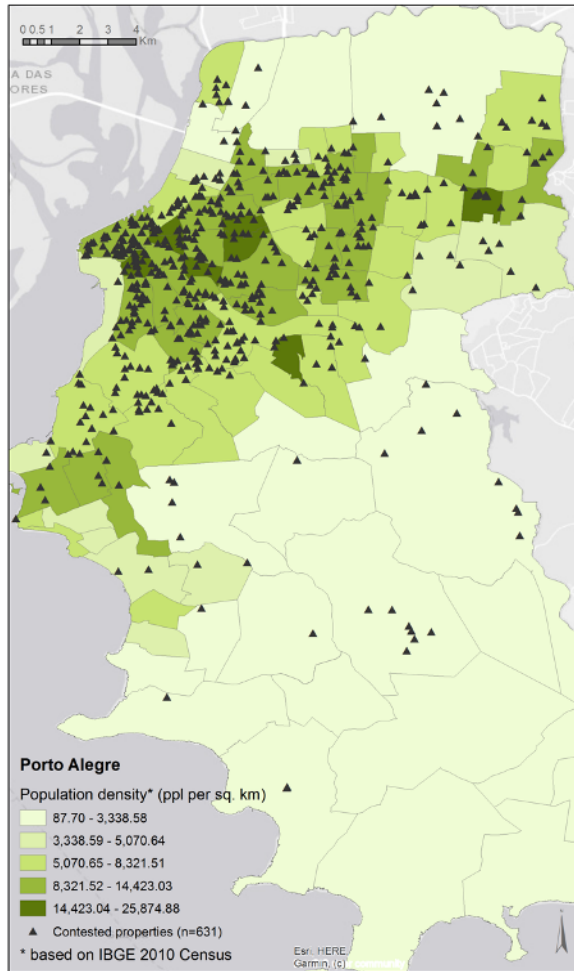 0 0.5 1 2 3 4
Km
A DAS
ORES
Porto Alegre
Population density* (ppl per sq. km)
87.70 - 3,338.58
3,338.59 - 5,070.64
5,070.65 - 8,321.51
8,321.52 - 14,423.03
14,423.04 - 25,874.88
Contested properties (n=631)
* based on IBGE 2010 Census
Esri, HERE
Garmin, (c)
community